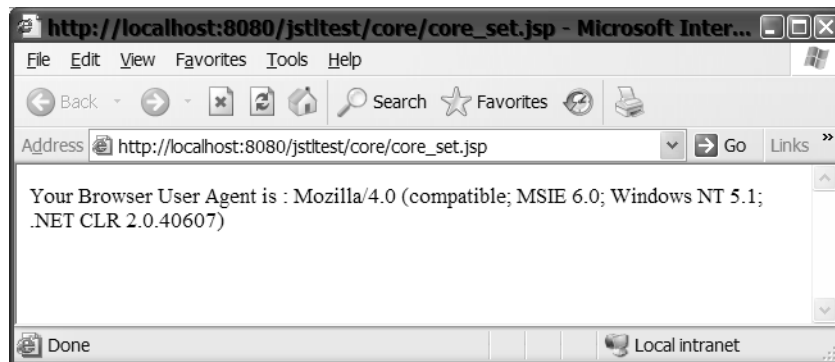 http://localhost:8080/jstltest/core/core_set.jsp - Microsoft Inter...
File Edit View Favorites Tools Help
Back Search Favorites
Address http://localhost:8080/jstltest/core/core_set.jsp Go Links »
Your Browser User Agent is : Mozilla/4.0 (compatible; MSIE 6.0; Windows NT 5.1;
.NET CLR 2.0.40607)
Done Local intranet